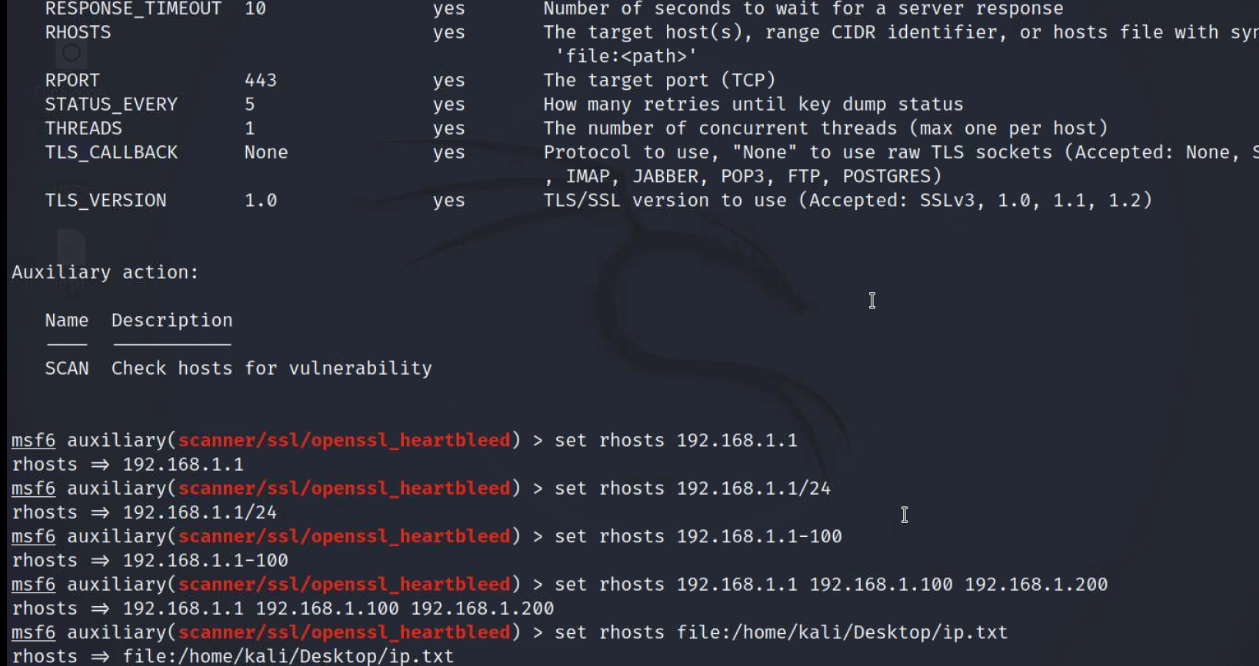 RESPONSE_TIMEOUT 10 yes Number of seconds to wait for a server response
RHOSTS yes The target host(s), range CIDR identifier, or hosts file with
'file:<path>'
RPORT 443 yes The target port (TCP)
STATUS_EVERY 5 yes How many retries until key dump status
THREADS 1 yes The number of concurrent threads (max one per host)
TLS_CALLBACK None yes Protocol to use, "None" to use raw TLS sockets (Accepted: None,
, IMAP, JABBER, POP3, FTP, POSTGRES)
TLS_VERSION 1.0 yes TLS/SSL version to use (Accepted: SSLv3, 1.0, 1.1, 1.2)
Auxiliary action:
Name Description
SCAN Check hosts for vulnerability
msf6 auxiliary(scanner/ssl/openssl_heartbleed) > set rhosts 192.168.1.1
rhosts ⇒ 192.168.1.1
msf6 auxiliary(scanner/ssl/openssl_heartbleed) > set rhosts 192.168.1.1/24
rhosts ⇒ 192.168.1.1/24
msf6 auxiliary(scanner/ssl/openssl_heartbleed) > set rhosts 192.168.1.1-100
rhosts ⇒ 192.168.1.1-100
msf6 auxiliary(scanner/ssl/openssl_heartbleed) > set rhosts 192.168.1.1 192.168.1.100 192.168.1.200
rhosts ⇒ 192.168.1.1 192.168.1.100 192.168.1.200
msf6 auxiliary(scanner/ssl/openssl_heartbleed) > set rhosts file:/home/kali/Desktop/ip.txt
rhosts ⇒ file:/home/kali/Desktop/ip.txt